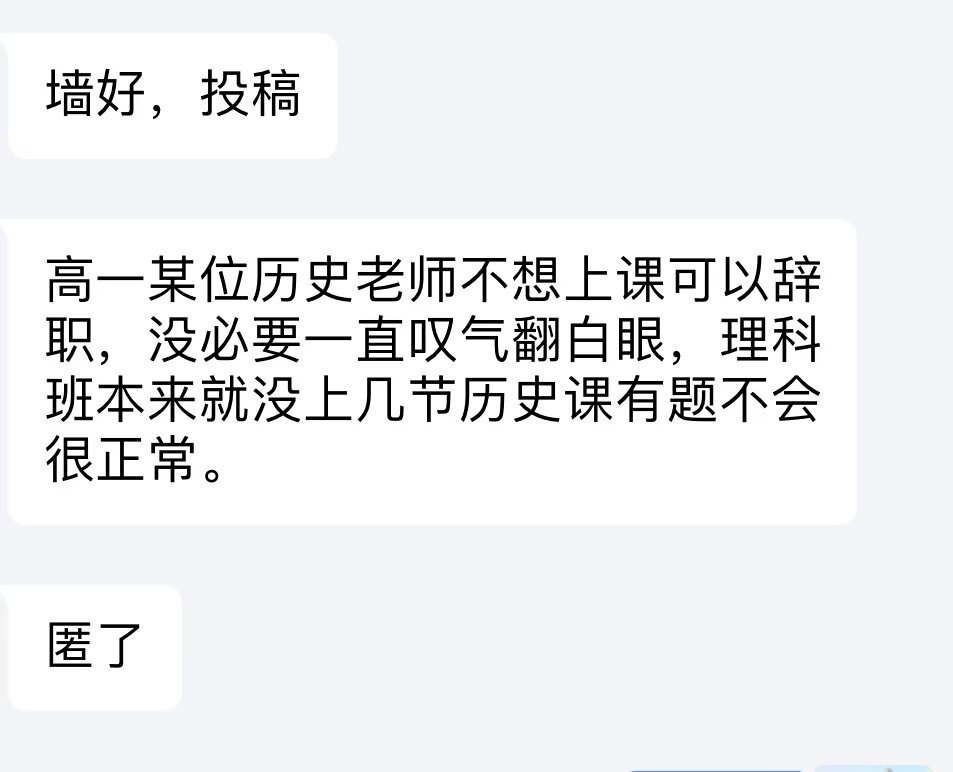 墙好，投稿
高一某位历史老师不想上课可以辞
职，没必要一直叹气翻白眼，理科
班本来就没上几节历史课有题不会
很正常。
匿了